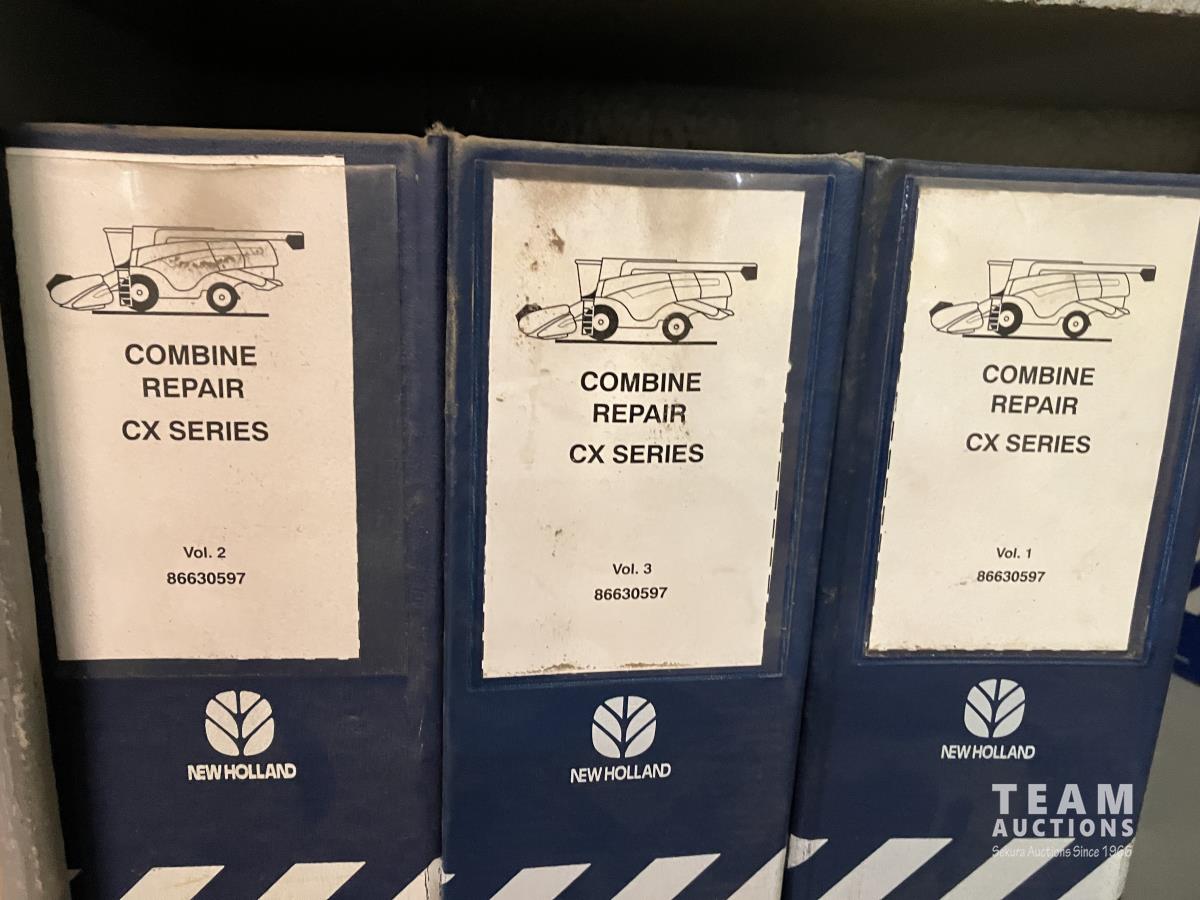 COMBINE
REPAIR
CX SERIES
Vol. 2
86630597
NEW HOLLAND
COMBINE
REPAIR
CX SERIES
Vol. 3
86630597
NEW HOLLAND
COMBINE
REPAIR
CX SERIES
Vol. 1
86630597
NEW HOLLAND
TEAM
AUCTIONS
Sekura Auctions Since 1966